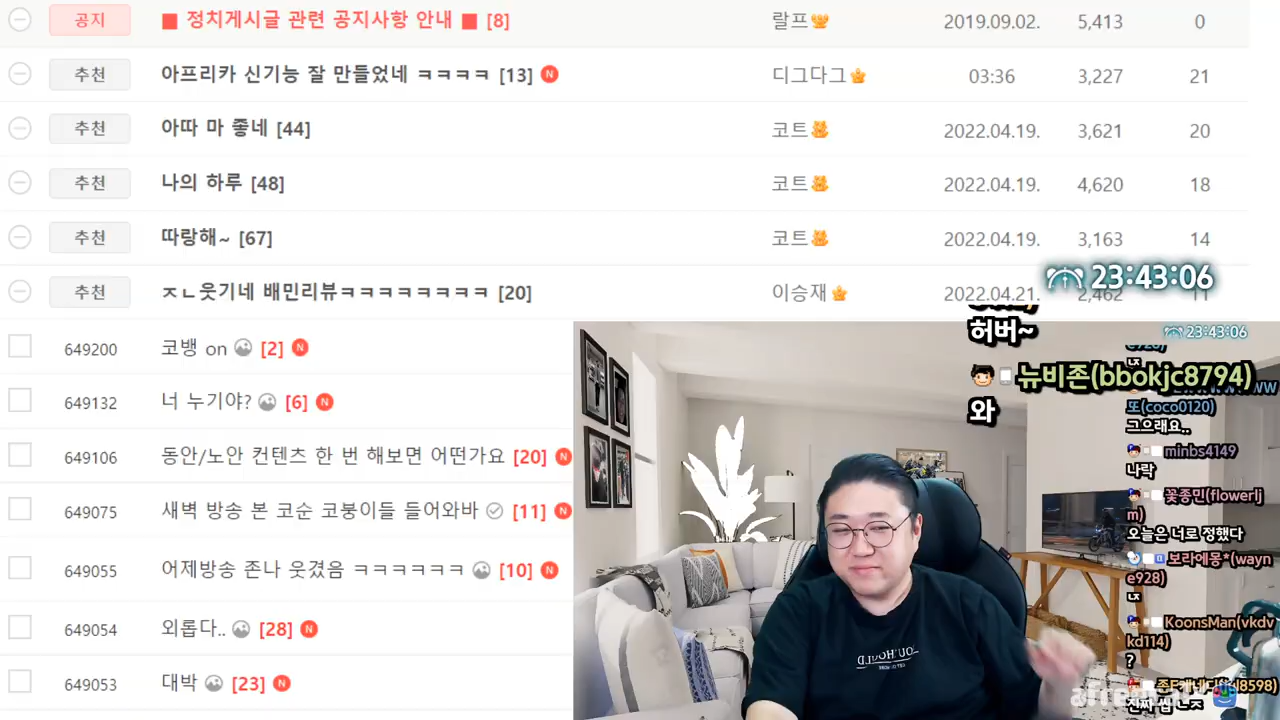 공지 ■ 정치게시글 관련 공지사항 안내 ■ [8] 랄프 2019.09.02. 5,413 0
추천 아프리카 신기능 잘 만들었네 ㅋㅋㅋㅋ [13] N 디그다그 03:36 3,227 21
추천 아따 마 좋네 [44] 코트 2022.04.19. 3,621 20
추천 나의 하루 [48] 코트 2022.04.19. 4,620 18
추천 따랑해~ [67] 코트 2022.04.19. 3,163 14
추천 ㅈㄴ웃기네 배민리뷰ㅋㅋㅋㅋㅋㅋㅋㅋ [20] 이승재 2022.04.21. 2,462 11
23:43:06
649200 코뱅 on [2] N
649132 너 누기야? [6] N
649106 동안/노안 컨텐츠 한 번 해보면 어떤가요 [20] N
649075 새벽 방송 본 코순 코붕이들 들어와바 [11] N
649055 어제방송 존나 웃겼음 ㅋㅋㅋㅋㅋㅋ [10] N
649054 외롭다.. [28] N
649053 대박 [23] N
허버~
뉴비존(bbokjc8794)
와
23:43:06
또(coco0120)
그으래요..
minbs4149
나락
꽃종민(flowerlj
m)
오늘은 너로 정했다
보라에몽*(wayn
e928)
ㄴㅈ
KoonsMan(vkdv
kd114)
?